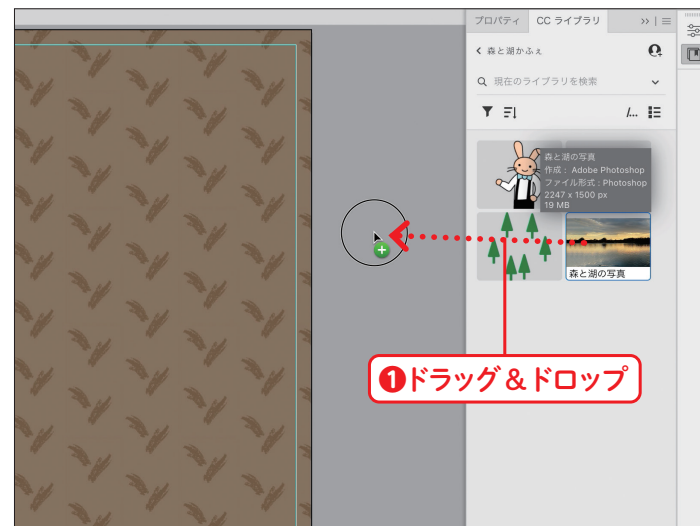 プロパティ CC ライブラリ
森と湖かふぇ
現在のライブラリを検索
森と湖の写真
作成： Adobe Photoshop
ファイル形式：Photoshop
2247 x 1500 px
19 MB
森と湖の写真
❶ドラッグ＆ドロップ